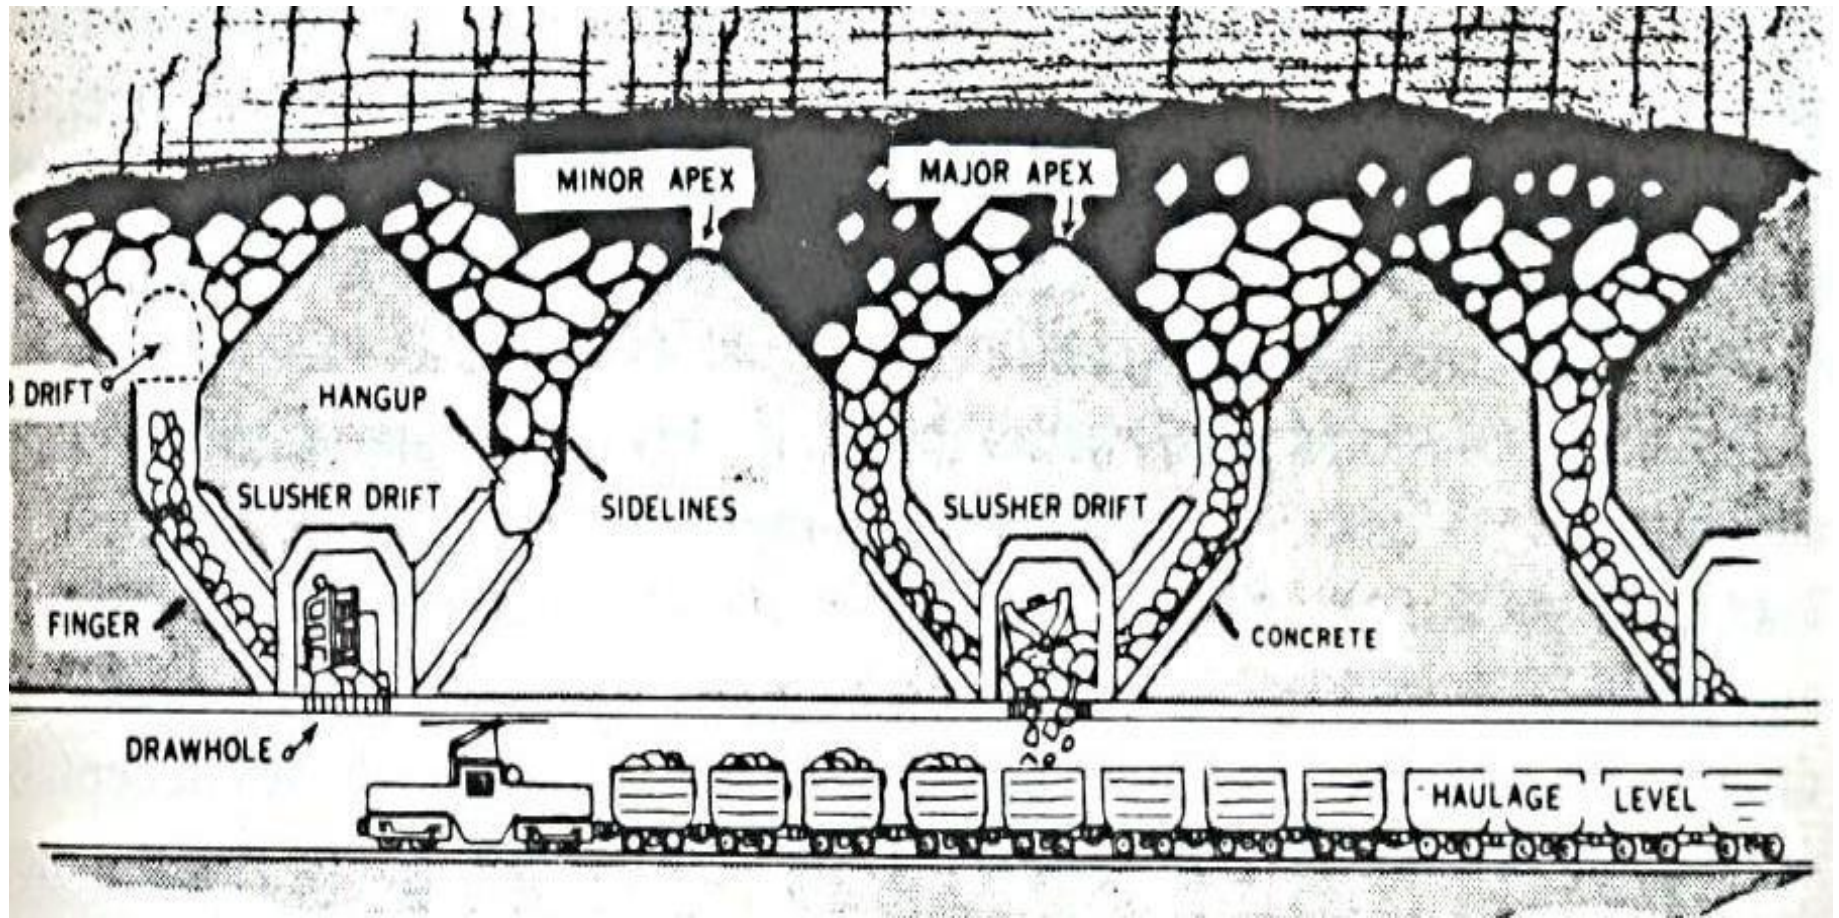 MINOR APEX
MAJOR APEX
DRIFT
HANGUP
SLUSHER DRIFT
SIDELINES
SLUSHER DRIFT
FINGER
CONCRETE
DRAWHOLE
HAULAGE LEVEL